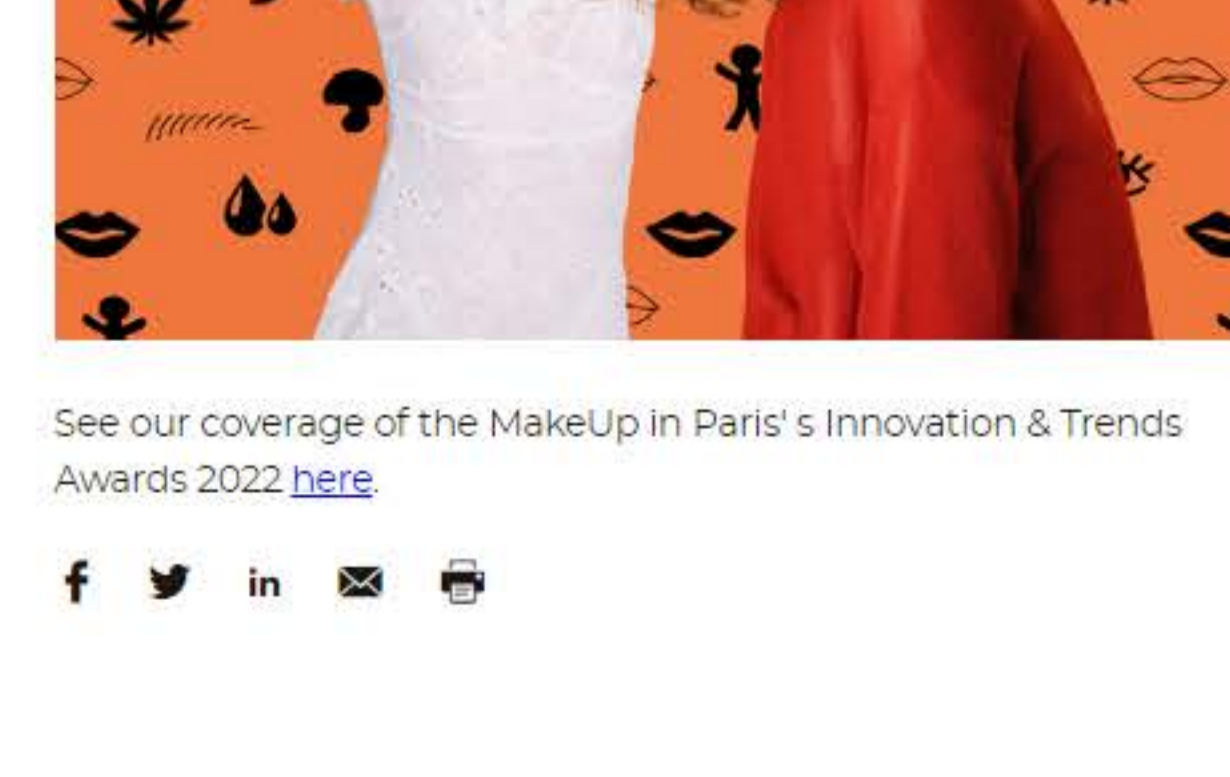 See our coverage of the MakeUp in Paris' s Innovation & Trends
Awards 2022 here.